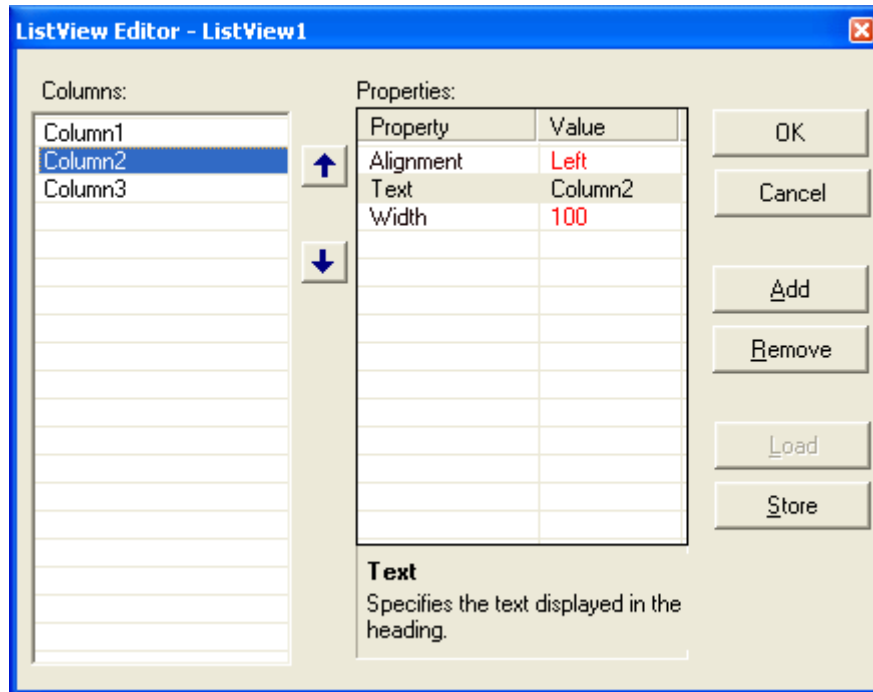 ListView Editor - ListView1
Columns:
Column1
Column2
Column3
Properties:
Property Value
Alignment Left
Text Column2
Width 100
Text
Specifies the text displayed in the
heading.
OK
Cancel
Add
Remove
Load
Store